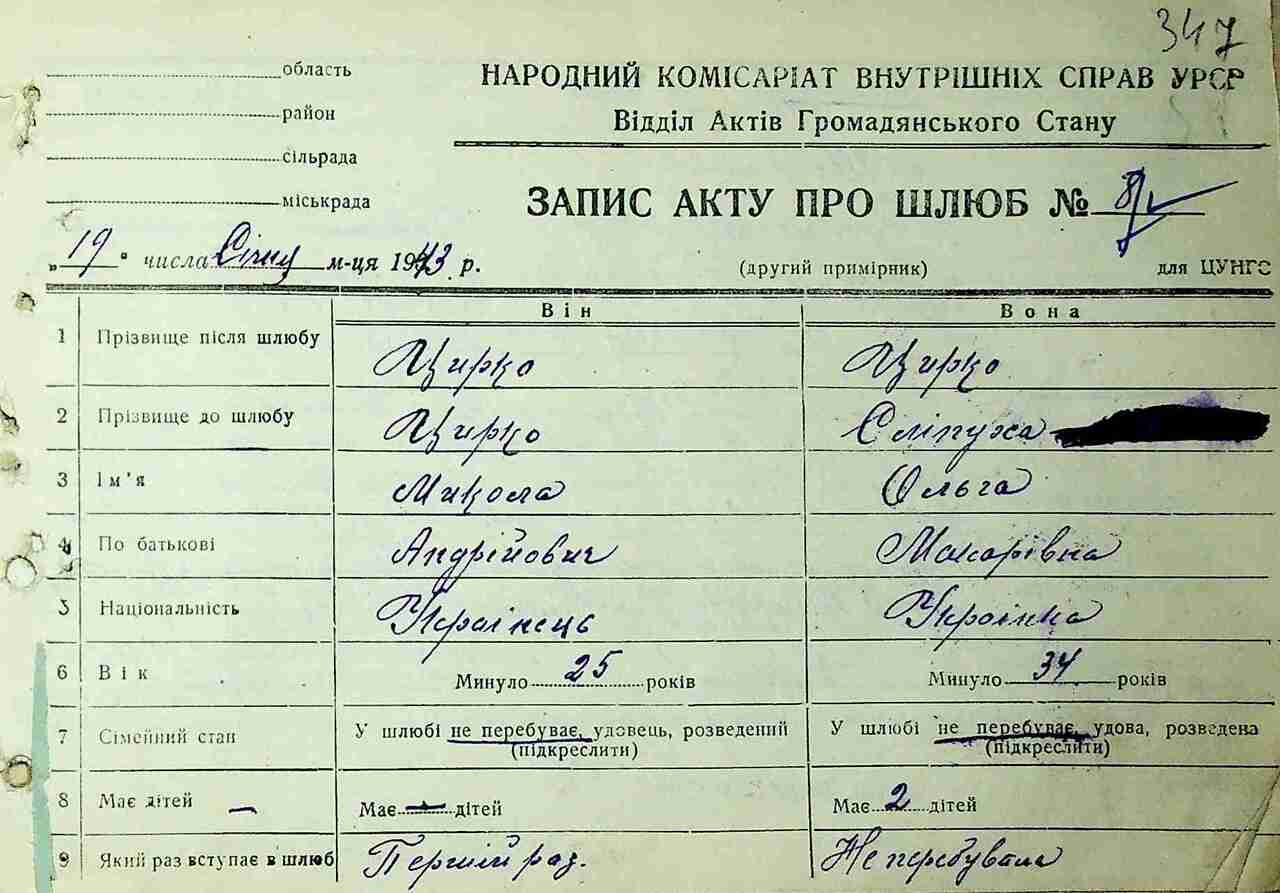 347
область
НАРОДНИЙ КОМІСАРІАТ ВНУТРІШНІХ СПРАВ УРСР
район
Відділ Актів Громадянського Стану
сільрада
міськрада
ЗАПИС АКТУ ПРО ШЛЮБ № 8
„19“ числа Січня м-ця 1943 р.
(другий примірник) для ЦУНГО
Він Вона
1 Прізвище після шлюбу Цирко Цирко
2 Прізвище до шлюбу Цирко Сліпуха
3 Ім'я Микола Ольга
4 По батькові Андрійович Макарівна
5 Національність Українець Українка
6 Вік Минуло 25 років Минуло 34 років
7 Сімейний стан У шлюбі не перебуває, удовець, розведений У шлюбі не перебуває, удова, розведена
(підкреслити) (підкреслити)
8 Має дітей — Має — дітей Має 2 дітей
9 Який раз вступає в шлюб Перший раз. Не перебувала